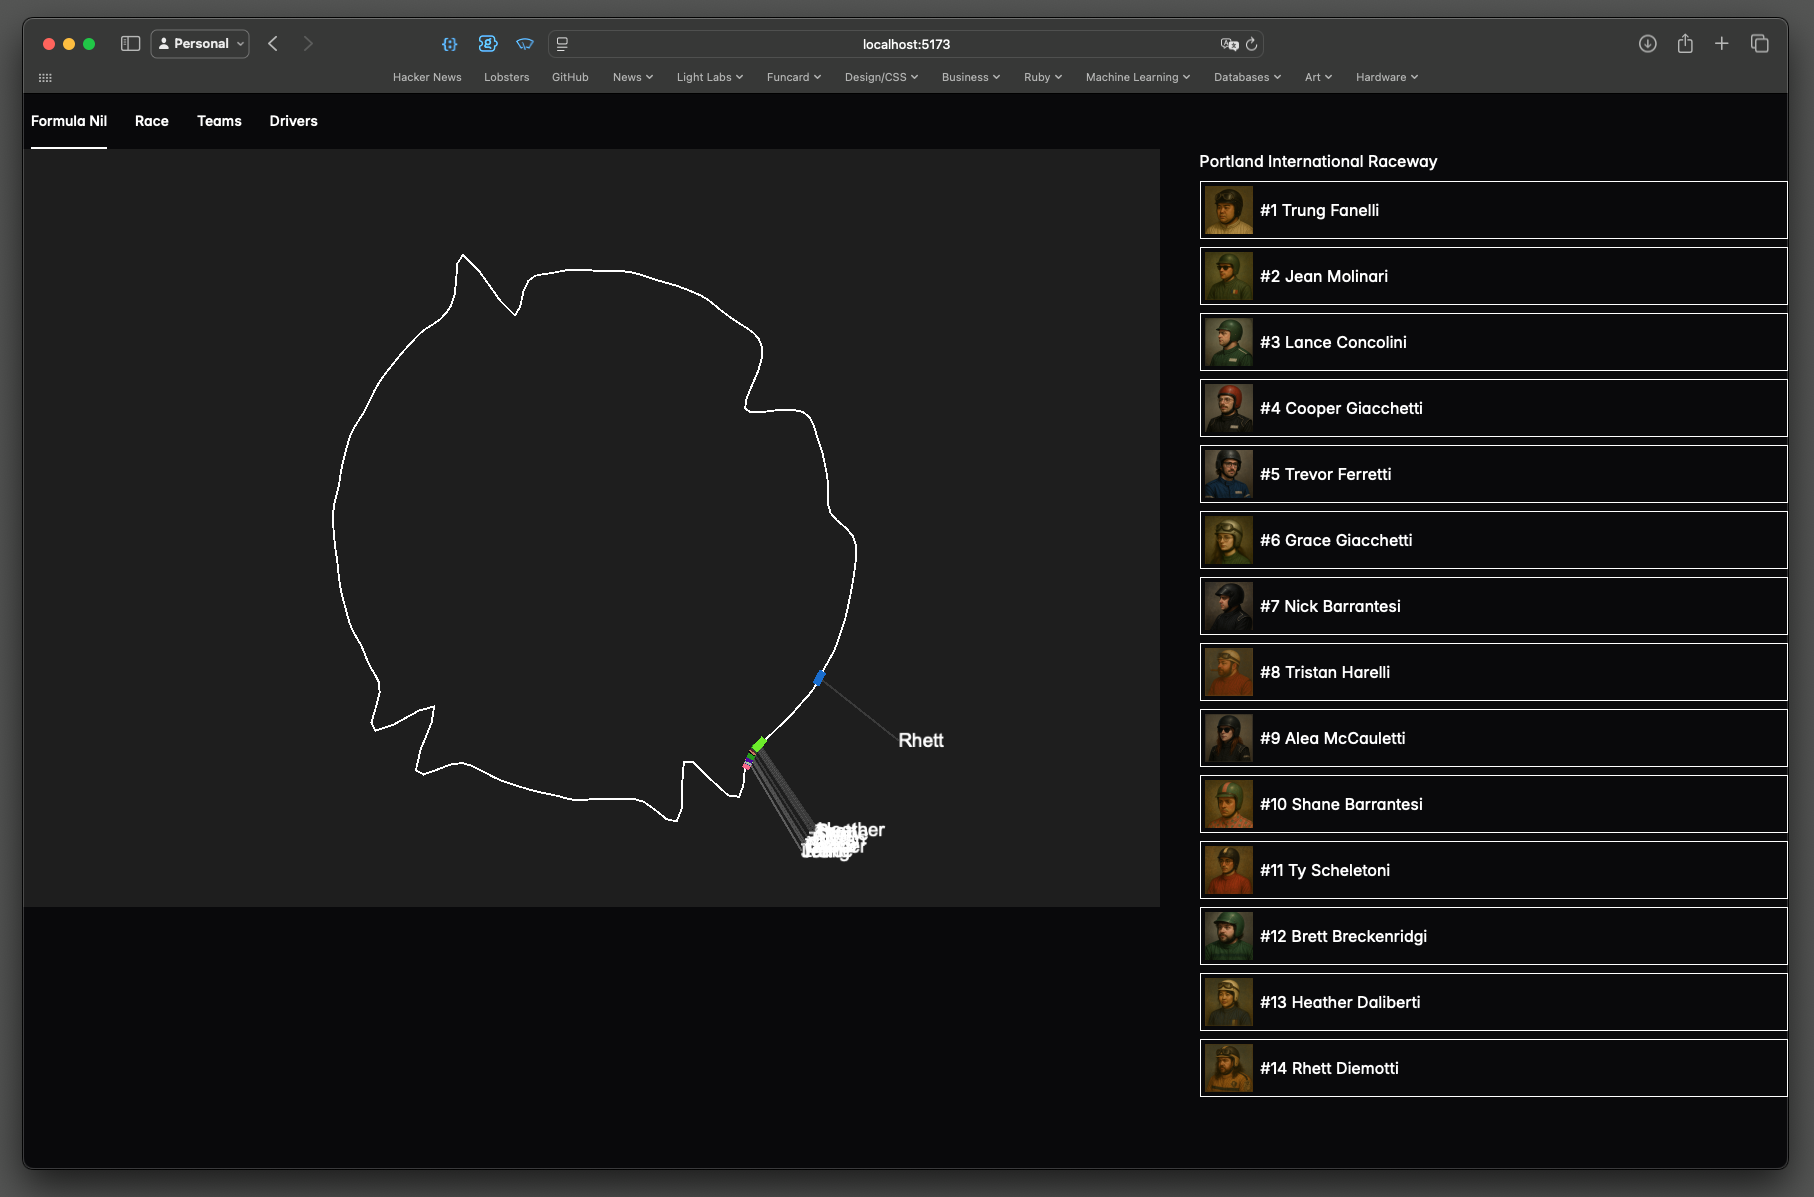 Personal
localhost:5173
Hacker News
Lobsters
GitHub
News
Light Labs
Funcard
Design/CSS
Business
Ruby
Machine Learning
Databases
Art
Hardware
Formula Nil
Race
Teams
Drivers
Portland International Raceway
#1 Trung Fanelli
#2 Jean Molinari
#3 Lance Concolini
#4 Cooper Giacchetti
#5 Trevor Ferretti
#6 Grace Giacchetti
#7 Nick Barrantesi
#8 Tristan Harelli
#9 Alea McCauletti
#10 Shane Barrantesi
#11 Ty Scheletoni
#12 Brett Breckenridgi
#13 Heather Daliberti
#14 Rhett Diemotti
Rhett
Heather